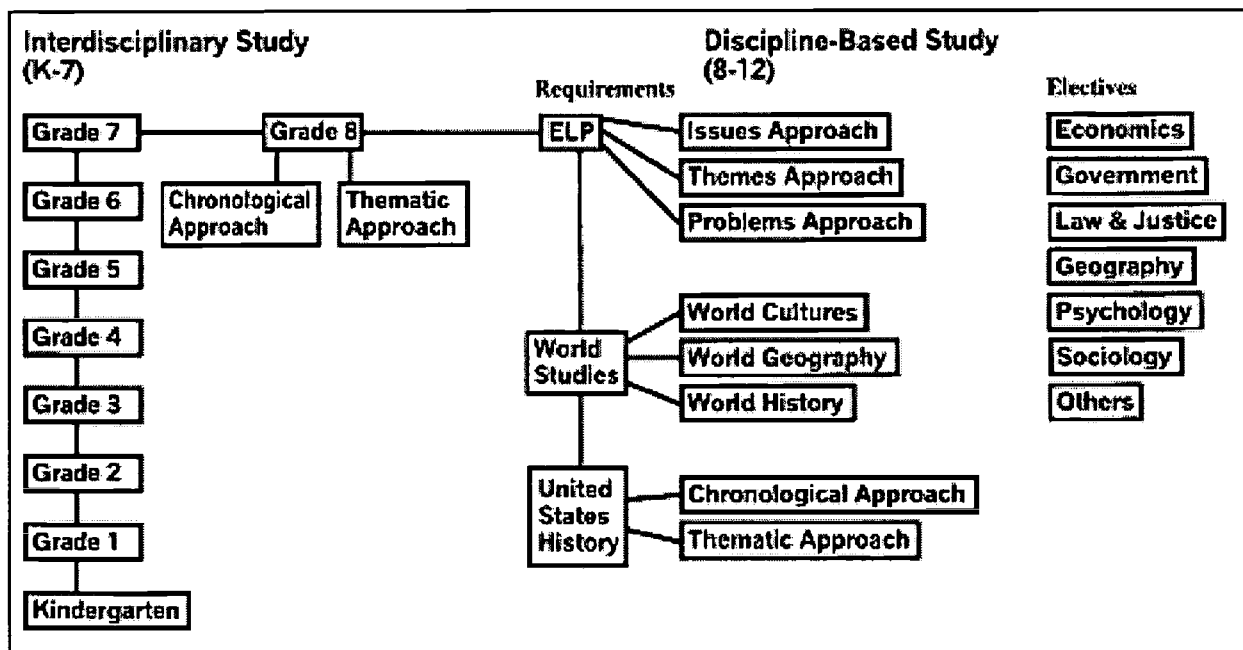 Interdisciplinary Study
(K-7)
Discipline-Based Study
(8-12)
Requirements
Electives
Grade 7
Grade 8
ELP
Issues Approach
Economics
Themes Approach
Government
Grade 6
Chronological
Approach
Thematic
Approach
Problems Approach
Law & Justice
Grade 5
Geography
Grade 4
World
Studies
World Cultures
Psychology
World Geography
Sociology
Grade 3
World History
Others
Grade 2
United
States
History
Chronological Approach
Grade 1
Thematic Approach
Kindergarten